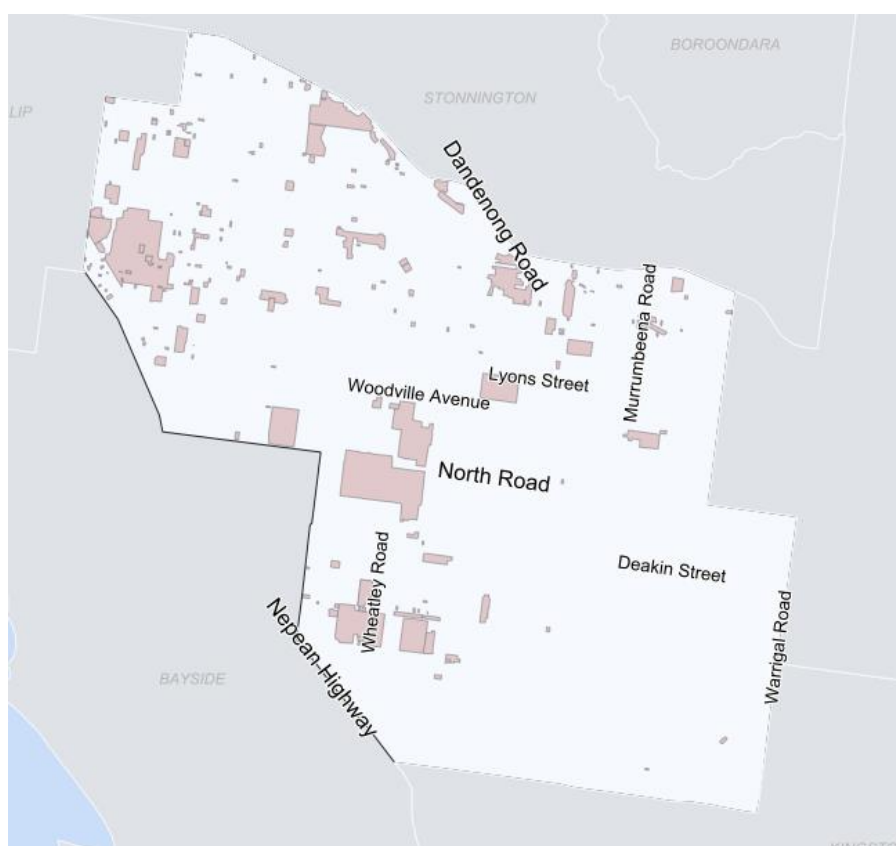 BOROONDARA
STONNINGTON
LIP
Dandenong Road
Murrumbeena Road
Lyons Street
Woodville Avenue
North Road
Deakin Street
Wheatley Road
Nepean Highway
Warrigal Road
BAYSIDE